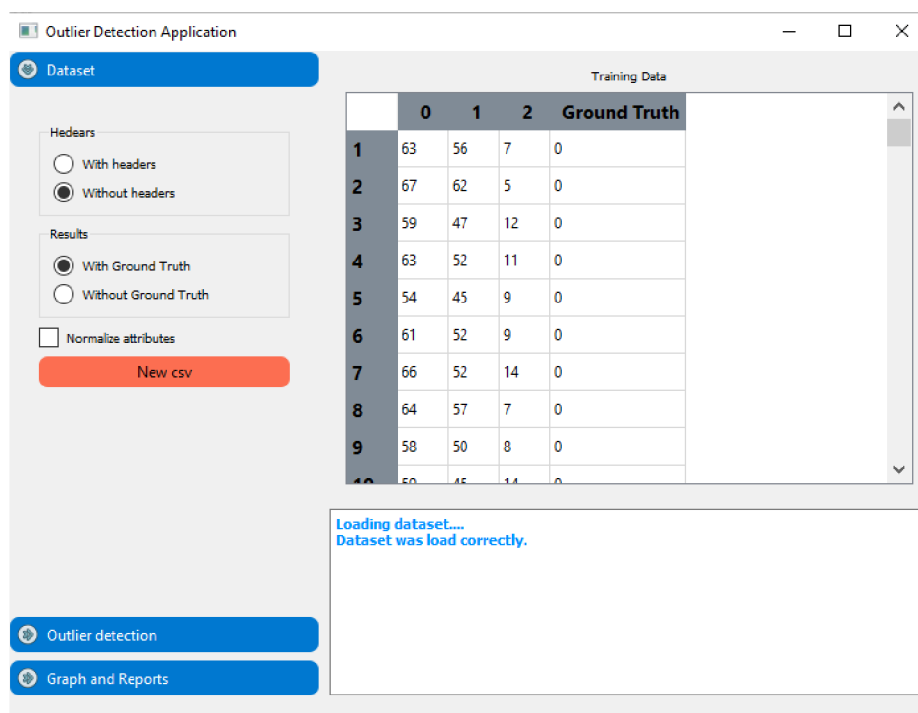 Outlier Detection Application
Dataset
Hedears
With headers
Without headers
Results
With Ground Truth
Without Ground Truth
Normalize attributes
New csv
Outlier detection
Graph and Reports
Training Data
0 1 2 Ground Truth
1 63 56 7 0
2 67 62 5 0
3 59 47 12 0
4 63 52 11 0
5 54 45 9 0
6 61 52 9 0
7 66 52 14 0
8 64 57 7 0
9 58 50 8 0
Loading dataset....
Dataset was load correctly.